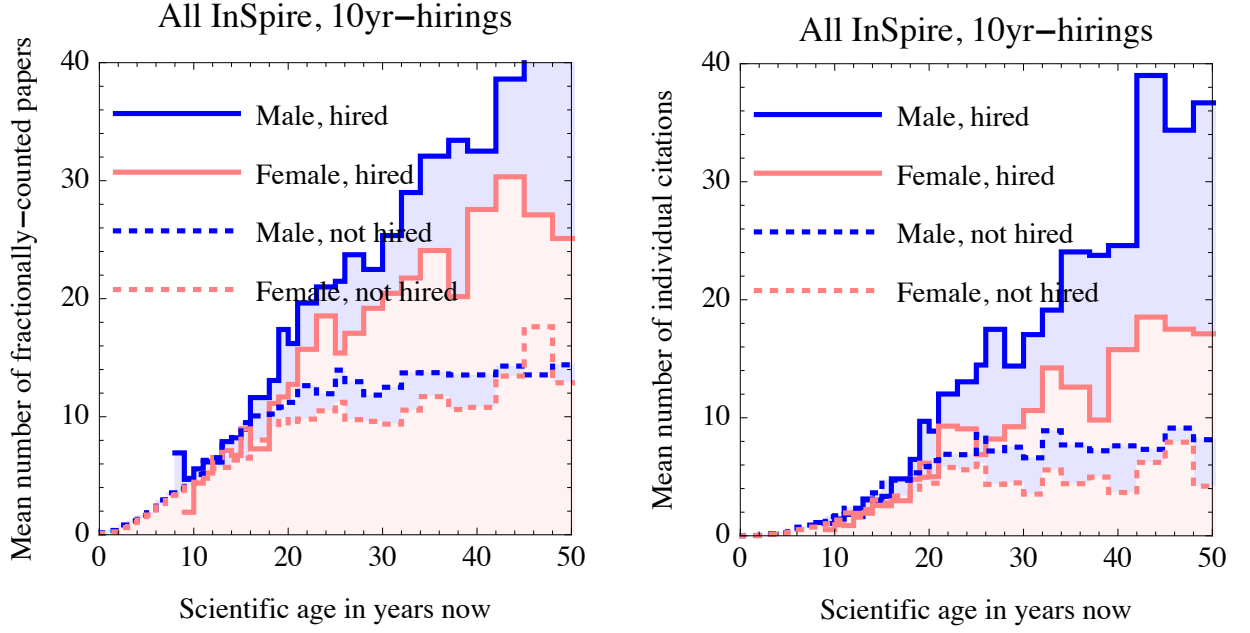 All InSpire, 10yr−hirings
Mean number of fractionally−counted papers
40
30
20
10
0
Male, hired
Female, hired
Male, not hired
Female, not hired
0 10 20 30 40 50
Scientific age in years now
All InSpire, 10yr−hirings
Mean number of individual citations
40
30
20
10
0
Male, hired
Female, hired
Male, not hired
Female, not hired
0 10 20 30 40 50
Scientific age in years now